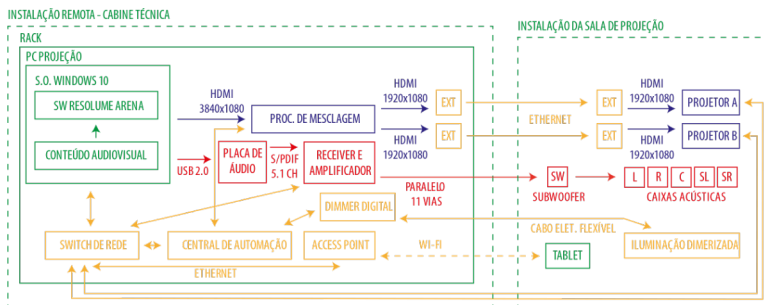 INSTALAÇÃO REMOTA - CABINE TÉCNICA
INSTALAÇÃO DA SALA DE PROJEÇÃO
RACK
PC PROJEÇÃO
S.O. WINDOWS 10
SW RESOLUME ARENA
CONTEÚDO AUDIOVISUAL
HDMI
3840x1080
PROC. DE MESCLAGEM
HDMI
1920x1080
EXT
HDMI
1920x1080
EXT
ETHERNET
EXT
HDMI
1920x1080
PROJETOR A
EXT
HDMI
1920x1080
PROJETOR B
USB 2.0
PLACA DE
ÁUDIO
S/PDIF
5.1 CH
RECEIVER E
AMPLIFICADOR
PARALELO
11 VIAS
SW
SUBWOOFER
L R C SL SR
CAIXAS ACÚSTICAS
DIMMER DIGITAL
CABO ELET. FLEXÍVEL
SWITCH DE REDE
CENTRAL DE AUTOMAÇÃO
ACCESS POINT
WI-FI
TABLET
ILUMINAÇÃO DIMERIZADA
ETHERNET